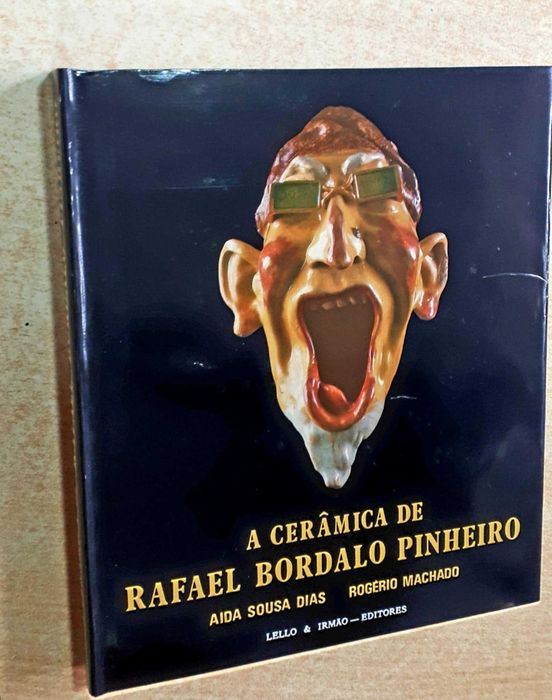 A CERÂMICA DE
RAFAEL BORDALO PINHEIRO
AIDA SOUSA DIAS ROGÉRIO MACHADO
LELLO & IRMÃO — EDITORES